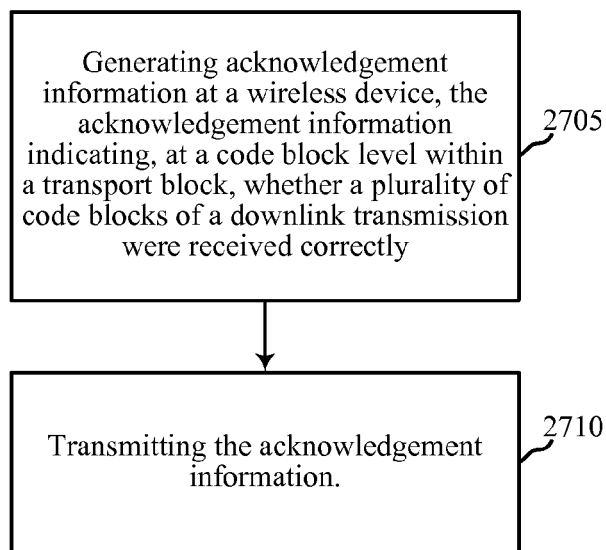 Generating acknowledgement
information at a wireless device, the
acknowledgement information
indicating, at a code block level within
a transport block, whether a plurality of
code blocks of a downlink transmission
were received correctly
2705
Transmitting the acknowledgement
information.
2710